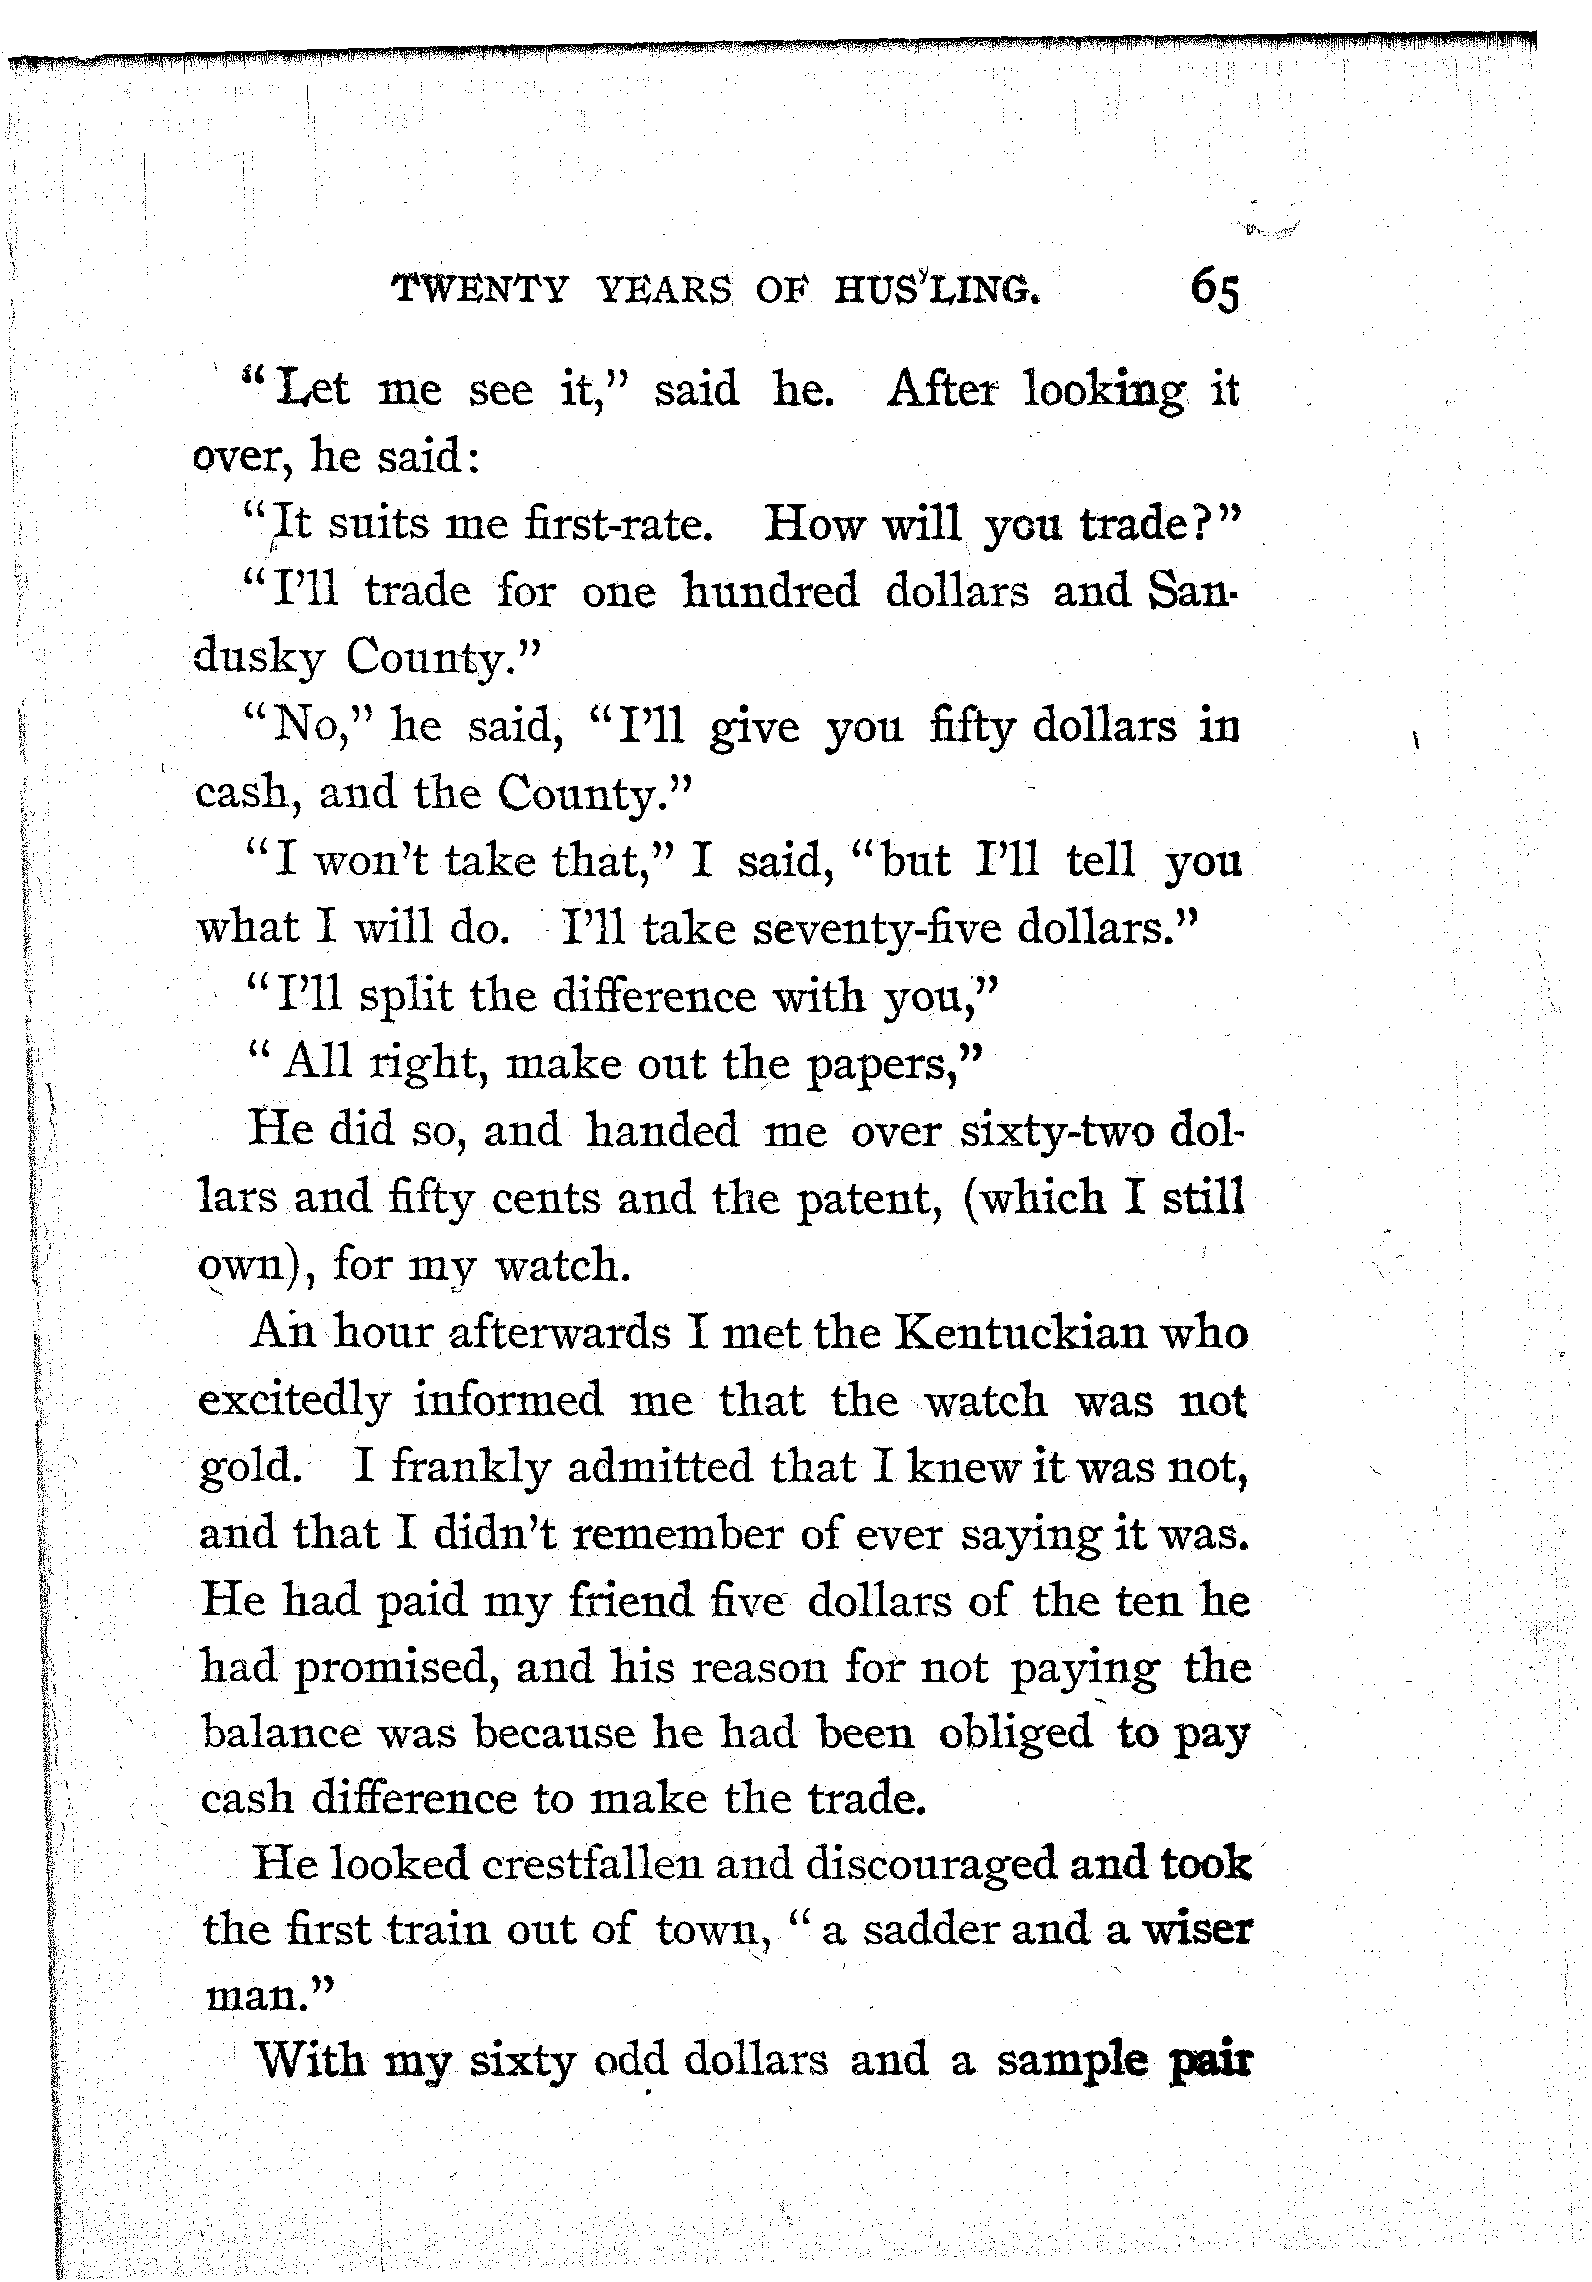 TWENTY YEARS OF HUS'LING. 65
"Let me see it," said he. After looking it
over, he said:
"It suits me first-rate. How will you trade?"
"I'll trade for one hundred dollars and San-
dusky County."
"No," he said, "I'll give you fifty dollars in
cash, and the County."
"I won't take that," I said, "but I'll tell you
what I will do. I'll take seventy-five dollars."
"I'll split the difference with you,"
"All right, make out the papers,"
He did so, and handed me over sixty-two dol-
lars and fifty cents and the patent, (which I still
own), for my watch.
An hour afterwards I met the Kentuckian who
excitedly informed me that the watch was not
gold. I frankly admitted that I knew it was not,
and that I didn't remember of ever saying it was.
He had paid my friend five dollars of the ten he
had promised, and his reason for not paying the
balance was because he had been obliged to pay
cash difference to make the trade.
He looked crestfallen and discouraged and took
the first train out of town, "a sadder and a wiser
man."
With my sixty odd dollars and a sample pair